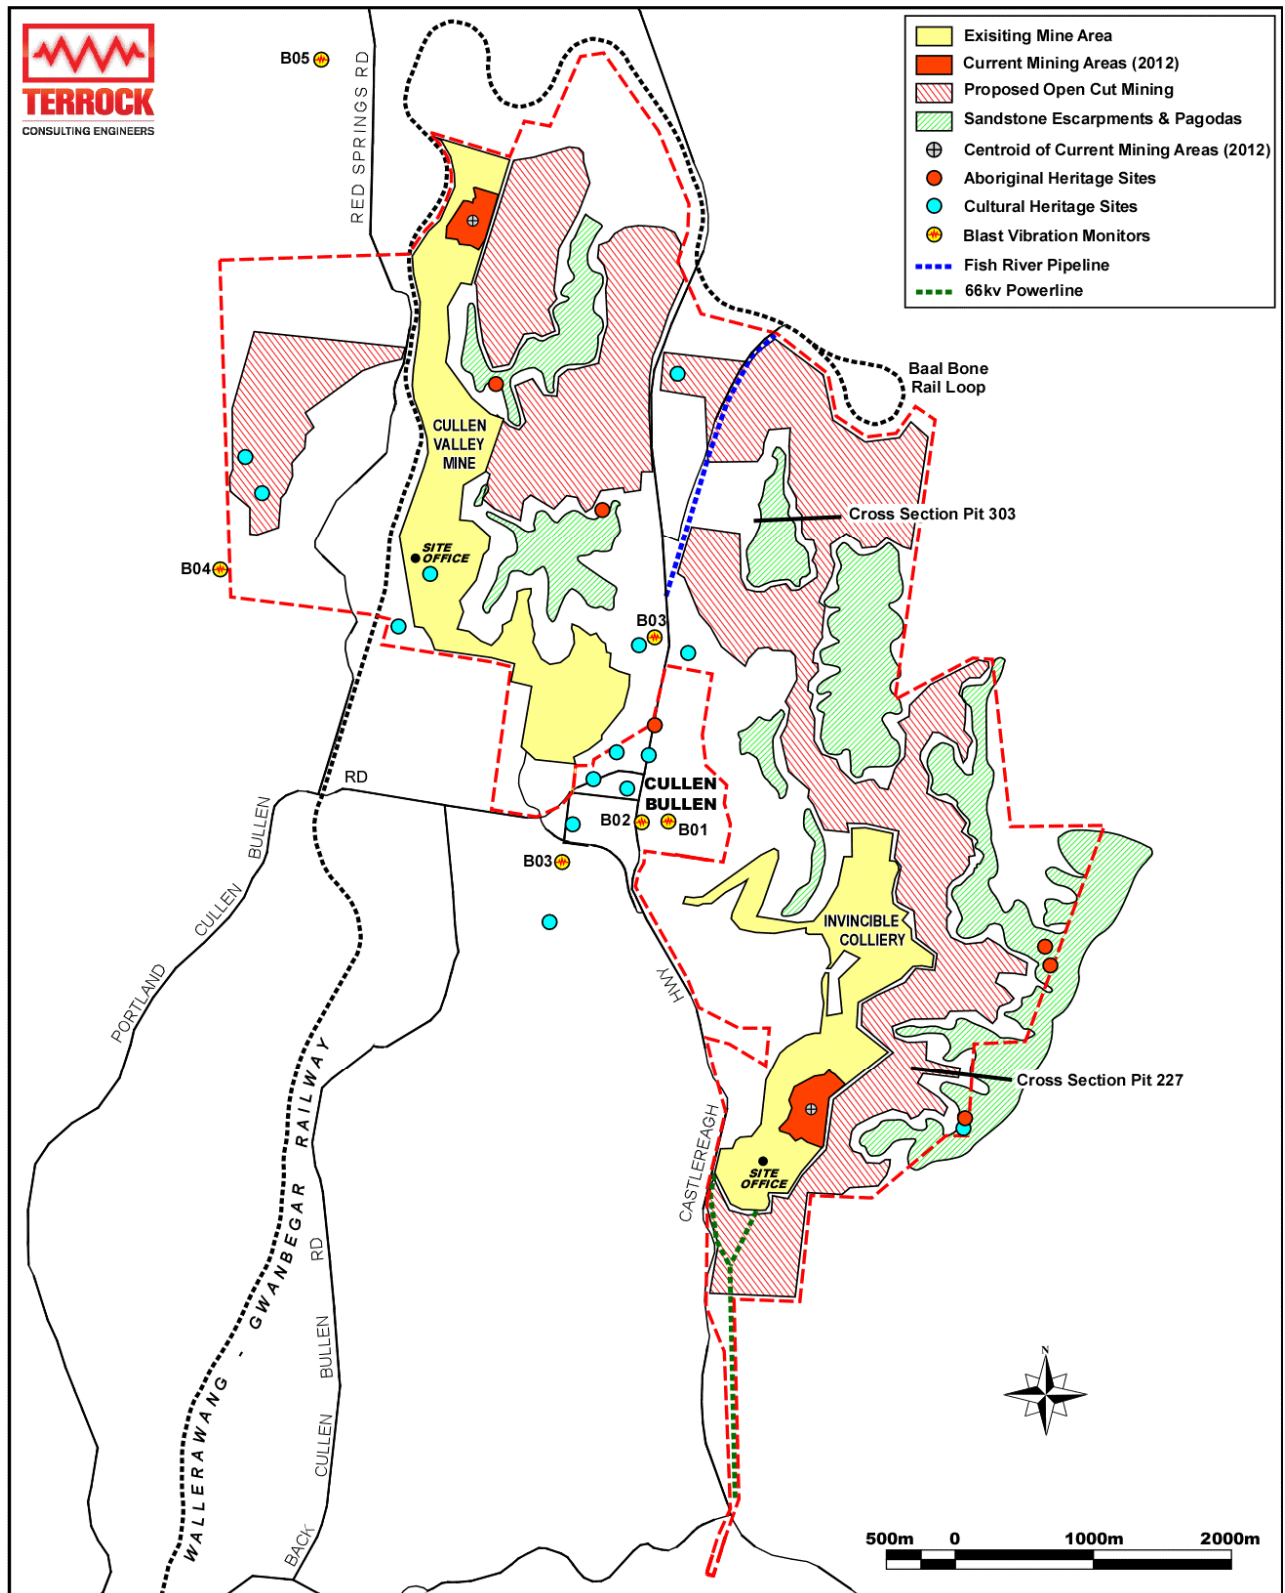 TERROCK
CONSULTING ENGINEERS
B05
RED SPRINGS RD
Exisiting Mine Area
Current Mining Areas (2012)
Proposed Open Cut Mining
Sandstone Escarpments & Pagodas
Centroid of Current Mining Areas (2012)
Aboriginal Heritage Sites
Cultural Heritage Sites
Blast Vibration Monitors
Fish River Pipeline
66kv Powerline
Baal Bone
Rail Loop
CULLEN
VALLEY
MINE
Cross Section Pit 303
SITE
OFFICE
B04
B03
RD
CULLEN
BULLEN
B02
B01
B03
PORTLAND CULLEN BULLEN
INVINCIBLE
COLLIERY
HWY
Cross Section Pit 227
CASTLEREAGH
SITE
OFFICE
WALLERAWANG - GWANBEGAR RAILWAY
BACK CULLEN BULLEN RD
N
500m 0 1000m 2000m